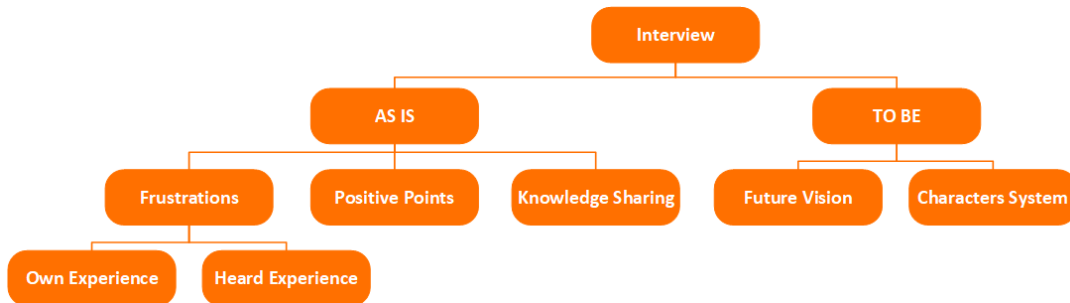 Interview
AS IS
TO BE
Frustrations
Positive Points
Knowledge Sharing
Future Vision
Characters System
Own Experience
Heard Experience